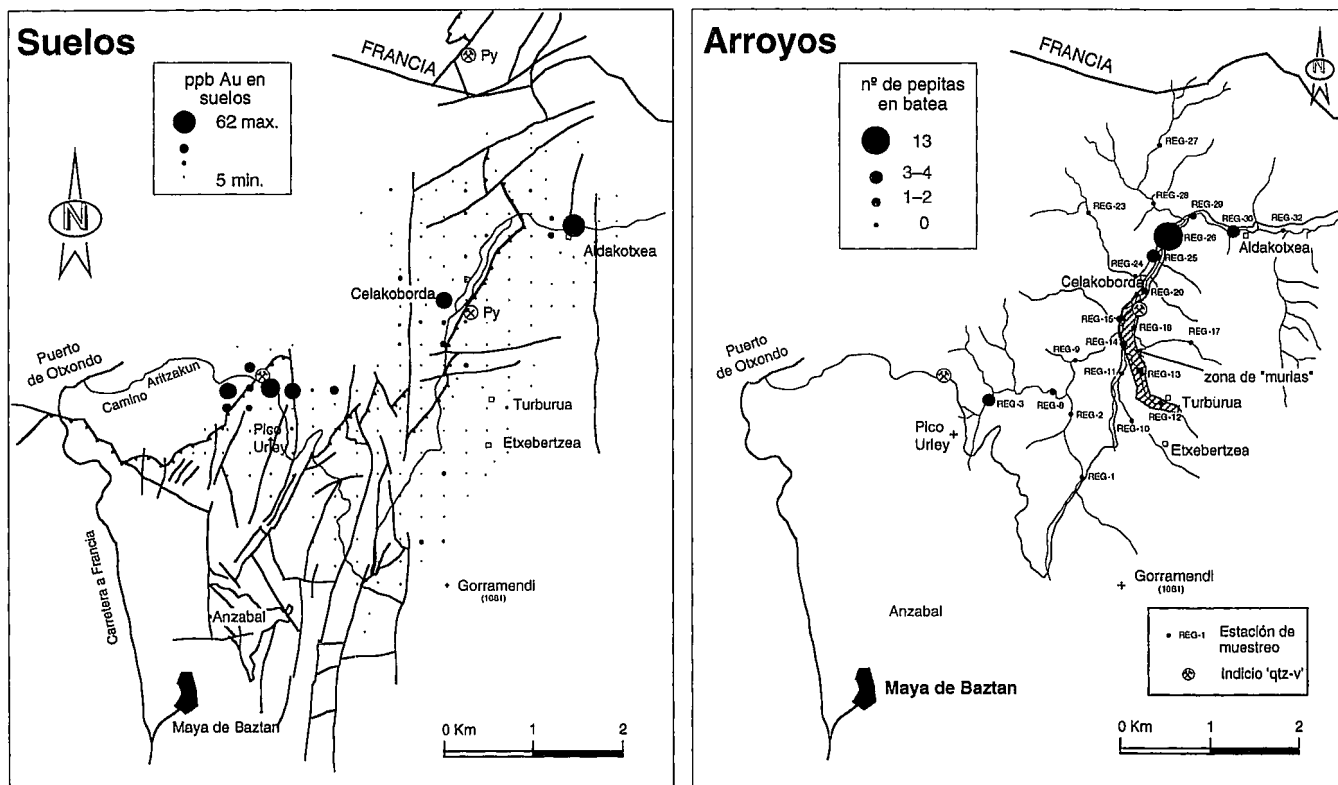 Suelos
ppb Au en
suelos
62 max.
5 min.
N
FRANCIA
Py
Aldakotxea
Celakoborda
Py
Puerto
de Otxondo
Aritzakun
Camino
Pico
Urley
Turburua
Etxebertzea
Carretera a Francia
Gorramendi
(1081)
Anzabal
Maya de Baztan
0 Km 1 2
Arroyos
nº de pepitas
en batea
13
3–4
1–2
0
FRANCIA
N
REG-27
REG-28
REG-23
REG-29
REG-30
REG-32
REG-26
Aldakotxea
REG-25
REG-24
Celakoborda
REG-20
REG-15
REG-18
REG-17
REG-14
REG-9
zona de "murias"
REG-11
REG-13
Puerto
de Otxondo
Aritzakun
Camino
REG-3
REG-8
REG-2
Turburua
REG-12
REG-10
Pico
Urley
Etxebertzea
REG-1
Carretera a Francia
Gorramendi
(1081)
Anzabal
REG-1
Estación de
muestreo
Indicio 'qtz-v'
Maya de Baztan
0 Km 1 2